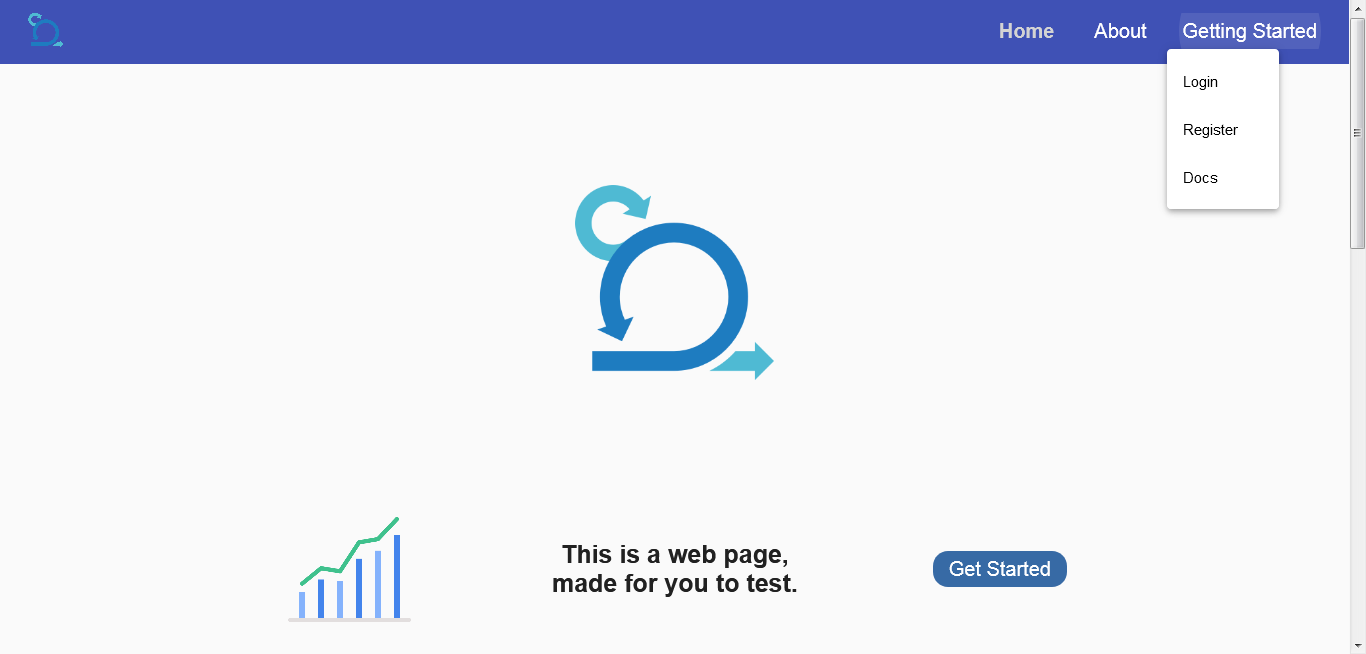 Home
About
Getting Started
Login
Register
Docs
This is a web page,
made for you to test.
Get Started